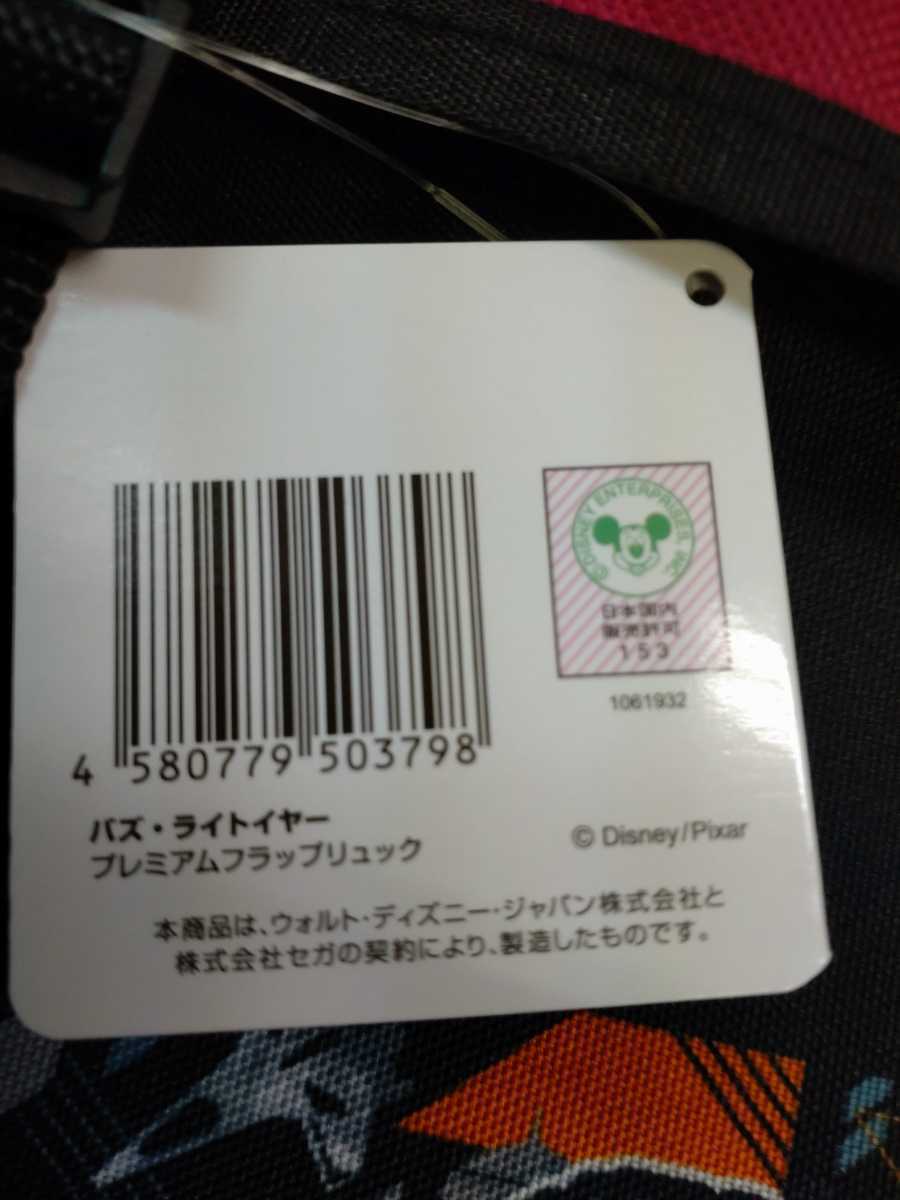 © DISNEY ENTERPRISES, INC.
日本国内
販売許可
153
1061932
4 580779 503798
バズ・ライトイヤー
プレミアムフラップリュック
© Disney/Pixar
本商品は、ウォルト・ディズニー・ジャパン株式会社と
株式会社セガの契約により、製造したものです。